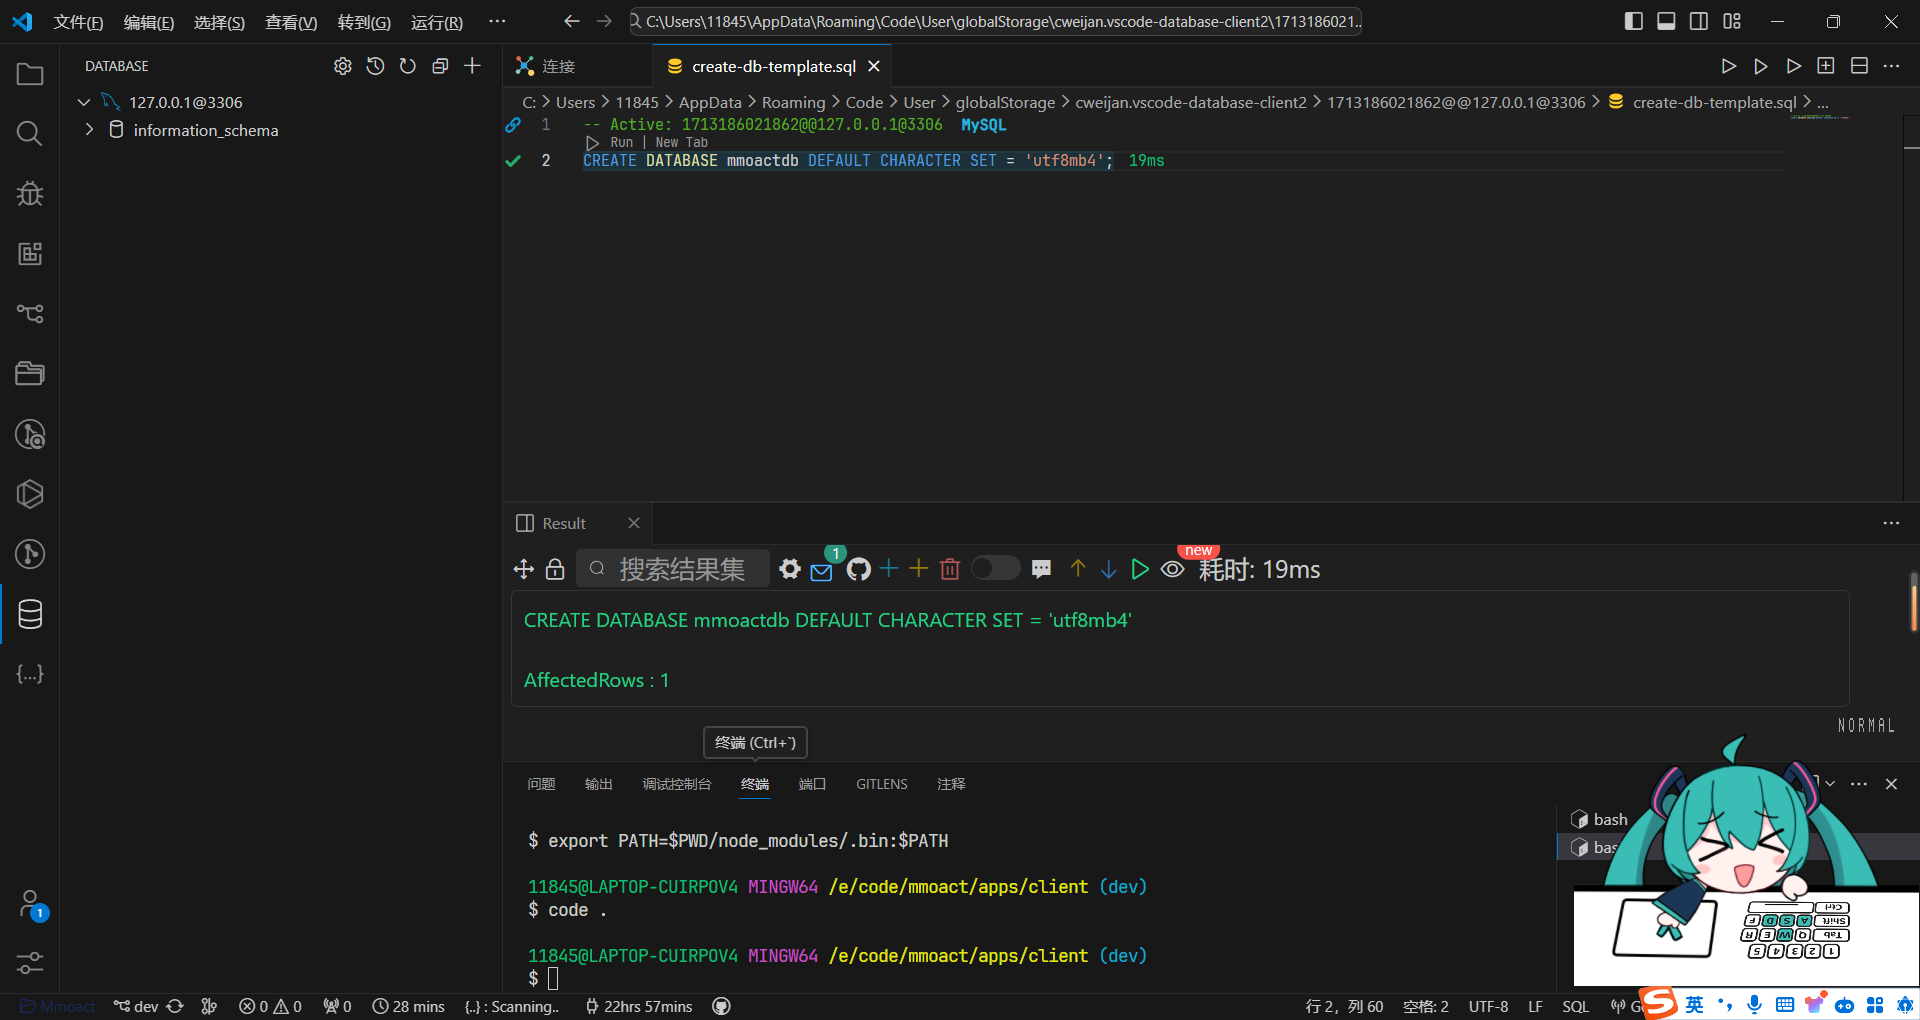 文件(F) 编辑(E) 选择(S) 查看(V) 转到(G) 运行(R) ···
C:\Users\11845\AppData\Roaming\Code\User\globalStorage\cweijan.vscode-database-client2\1713186021..
DATABASE
127.0.0.1@3306
information_schema
连接
create-db-template.sql
C: > Users > 11845 > AppData > Roaming > Code > User > globalStorage > cweijan.vscode-database-client2 > 1713186021862@@127.0.0.1@3306 > create-db-template.sql > ...
1 -- Active: 1713186021862@@127.0.0.1@3306 MySQL
Run | New Tab
2 CREATE DATABASE mmoactdb DEFAULT CHARACTER SET = 'utf8mb4'; 19ms
Result
搜索结果集 1 new 耗时: 19ms
CREATE DATABASE mmoactdb DEFAULT CHARACTER SET = 'utf8mb4'
AffectedRows : 1
NORMAL
终端 (Ctrl+`)
问题 输出 调试控制台 终端 端口 GITLENS 注释
$ export PATH=$PWD/node_modules/.bin:$PATH
11845@LAPTOP-CUIRPOV4 MINGW64 /e/code/mmoact/apps/client (dev)
$ code .
11845@LAPTOP-CUIRPOV4 MINGW64 /e/code/mmoact/apps/client (dev)
$
bash
bas
Ctrl
Shift A S D F
Tab Q W E R
1 2 3 4 5
1
Mmoact dev 0 0 0 28 mins {..} : Scanning.. 22hrs 57mins
行 2，列 60 空格: 2 UTF-8 LF SQL G
英